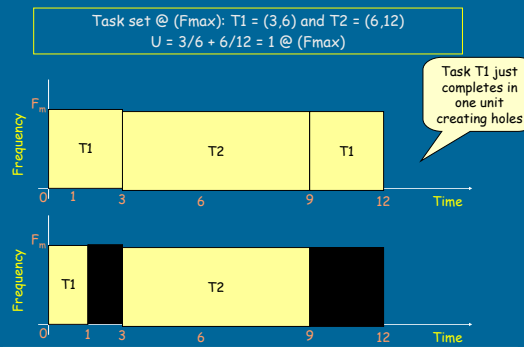 Task set @ (Fmax): T1 = (3,6) and T2 = (6,12)
U = 3/6 + 6/12 = 1 @ (Fmax)
Task T1 just
completes in
one unit
creating holes
Frequency
Fm
T1
T2
T1
0 1 3 6 9 12 Time
Frequency
Fm
T1
T2
0 1 3 6 9 12 Time